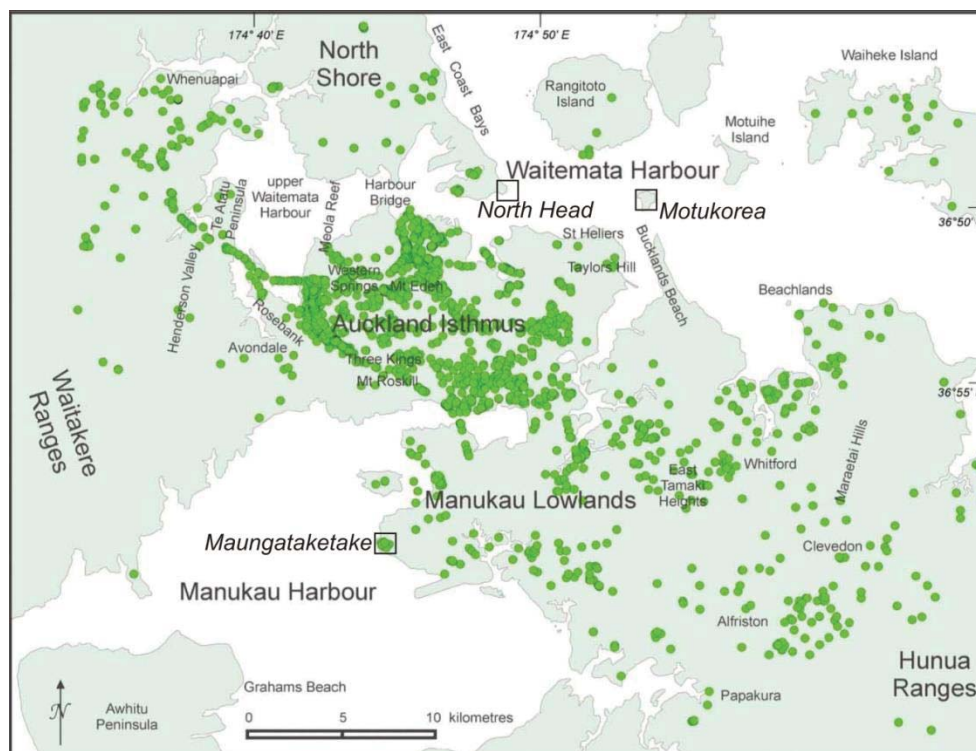 174 40' E
174 50' E
North
Shore
East Coast Bays
Waiheke Island
Whenuapai
Rangitoto
Island
Motuihe
Island
Waitemata Harbour
Te Atatu
Peninsula
upper
Waitemata
Harbour
Meola Reef
Harbour
Bridge
North Head
Motukorea
36° 50'
St Heliers
Taylors Hill
Bucklands Beach
Henderson Valley
Western
Springs
Mt Eden
Beachlands
Rosebank
Auckland Isthmus
Avondale
Three Kings
Mt Roskill
36° 55'
Waitakere
Ranges
Whitford
Maraetai Hills
East
Tamaki
Heights
Manukau Lowlands
Maungataketake
Clevedon
Manukau Harbour
Alfriston
Hunua
Ranges
Grahams Beach
Papakura
N
Awhitu
Peninsula
0 5 10 kilometres